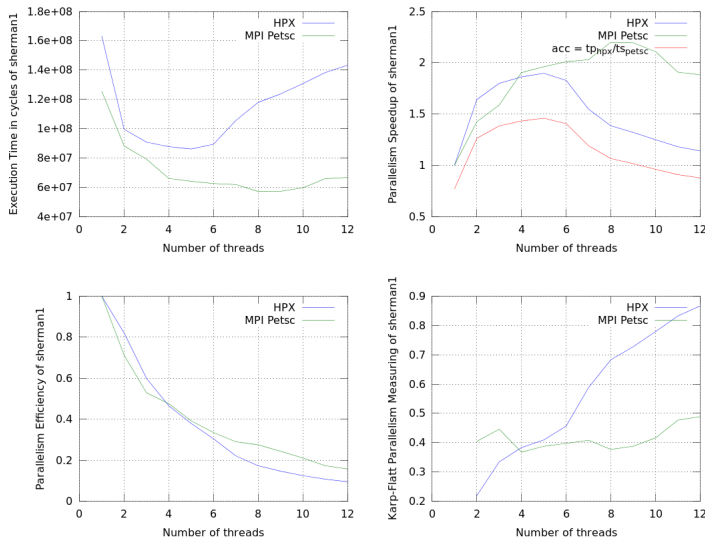 Execution Time in cycles of sherman1
1.8e+08
1.6e+08
1.4e+08
1.2e+08
1e+08
8e+07
6e+07
4e+07
0
2
4
6
8
10
12
Number of threads
HPX
MPI Petsc
Parallelism Speedup of sherman1
2.5
2
1.5
1
0.5
0
2
4
6
8
10
12
Number of threads
HPX
MPI Petsc
acc = tp_hpx/ts_petsc
Parallelism Efficiency of sherman1
1
0.8
0.6
0.4
0.2
0
0
2
4
6
8
10
12
Number of threads
HPX
MPI Petsc
Karp-Flatt Parallelism Measuring of sherman1
0.9
0.8
0.7
0.6
0.5
0.4
0.3
0.2
0
2
4
6
8
10
12
Number of threads
HPX
MPI Petsc